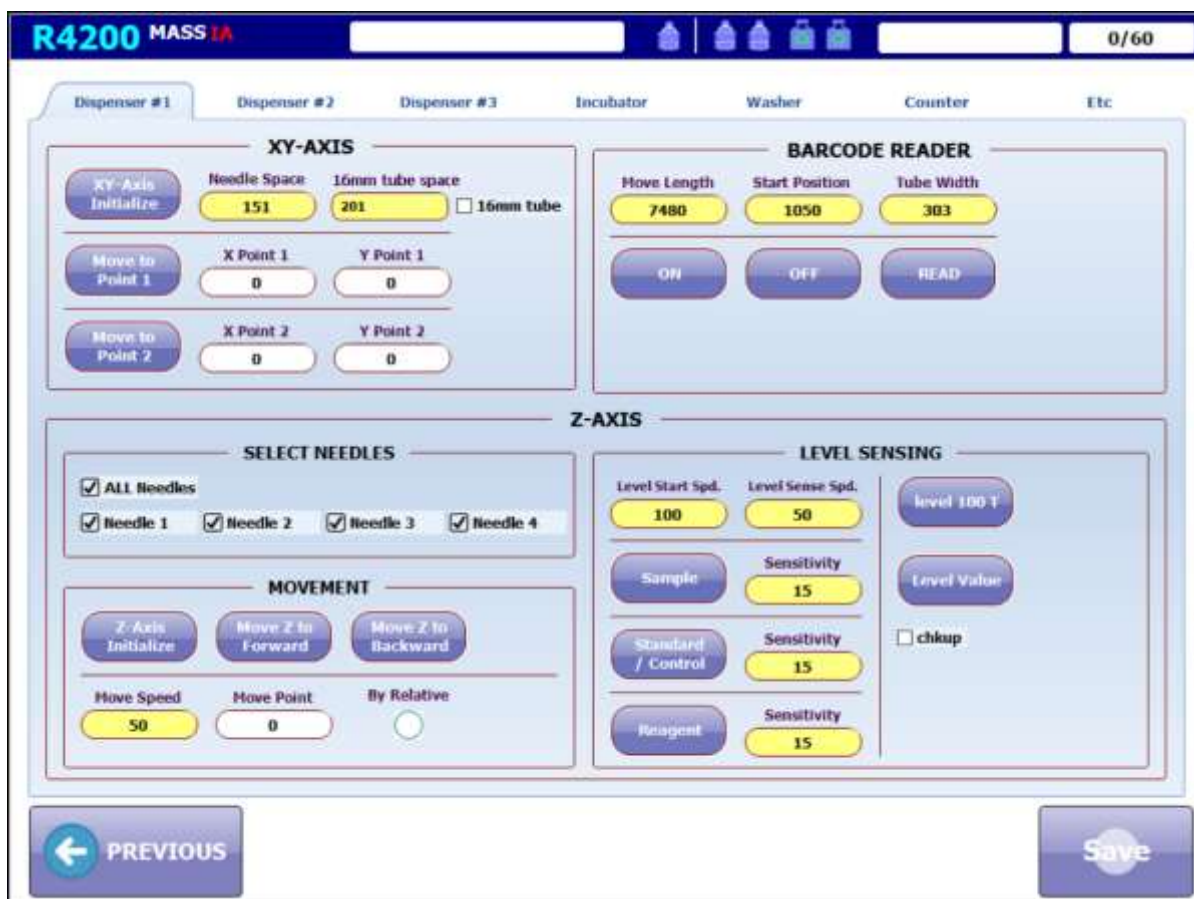 R4200 MASS IA
0/60
Dispenser #1 Dispenser #2 Dispenser #3 Incubator Washer Counter Etc
XY-AXIS
XY-Axis
Initialize
Needle Space 16mm tube space
151 201 16mm tube
Move to
Point 1
X Point 1 Y Point 1
0 0
Move to
Point 2
X Point 2 Y Point 2
0 0
BARCODE READER
Move Length Start Position Tube Width
7480 1050 303
ON OFF READ
Z-AXIS
SELECT NEEDLES
ALL Needles
Needle 1 Needle 2 Needle 3 Needle 4
MOVEMENT
Z-Axis
Initialize
Move Z to
Forward
Move Z to
Backward
Move Speed Move Point By Relative
50 0
LEVEL SENSING
Level Start Spd. Level Sense Spd.
100 50
Sample
Sensitivity
15
Standard
/ Control
Sensitivity
15
Reagent
Sensitivity
15
level 100 T
Level Value
chkup
PREVIOUS
Save